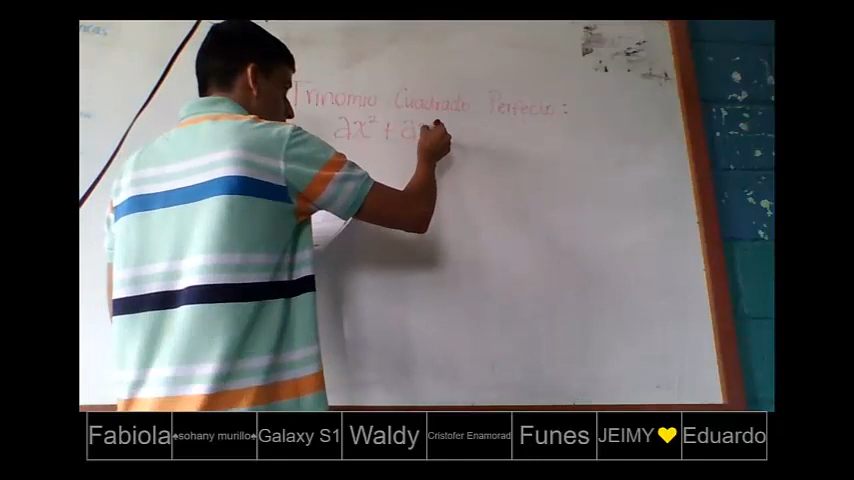 Trinomio Cuadrado Perfecto:
ax² + a
Fabiola
♠sohany murillo♠
Galaxy S1
Waldy
Cristofer Enamorad
Funes
JEIMY 💛
Eduardo